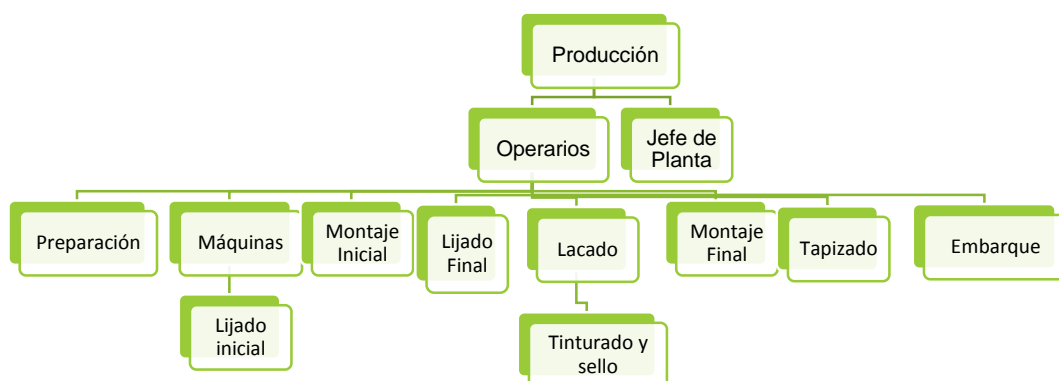 Producción
Operarios
Jefe de
Planta
Preparación
Máquinas
Montaje
Inicial
Lijado
Final
Lacado
Montaje
Final
Tapizado
Embarque
Lijado
inicial
Tinturado y
sello